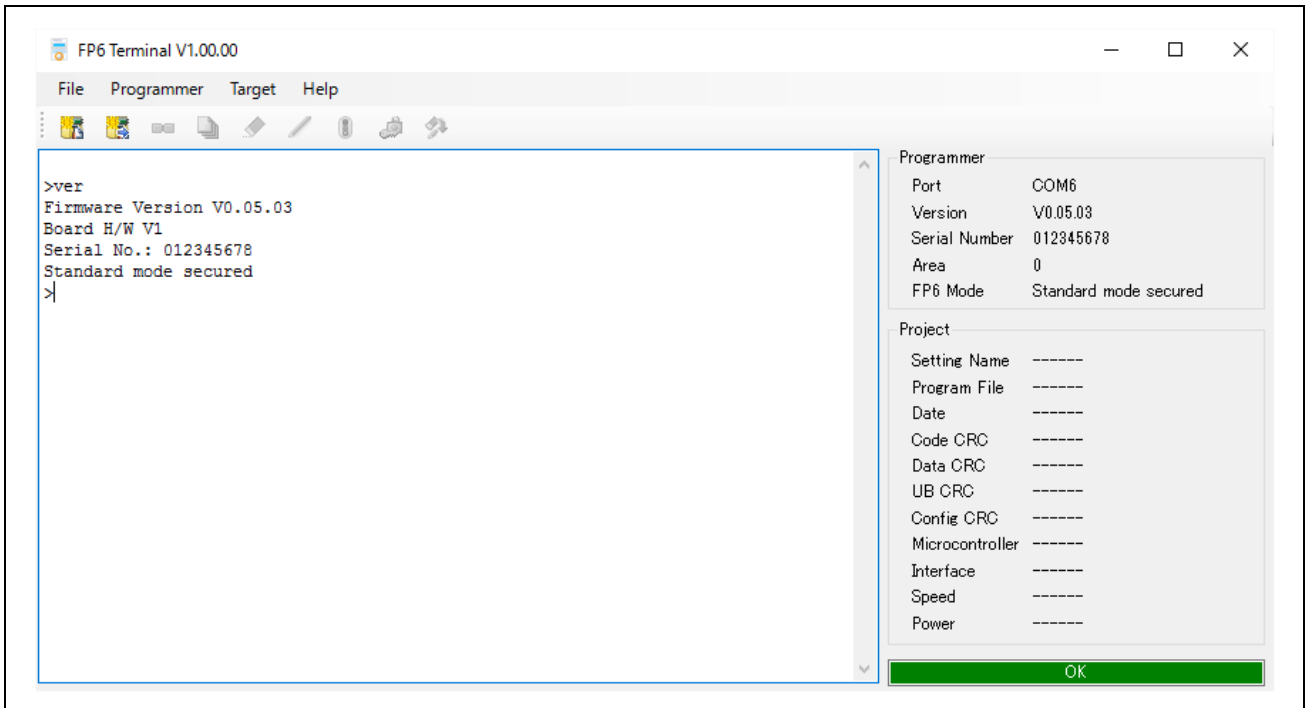 FP6 Terminal V1.00.00
File Programmer Target Help
>ver
Firmware Version V0.05.03
Board H/W V1
Serial No.: 012345678
Standard mode secured
>
Programmer
Port COM6
Version V0.05.03
Serial Number 012345678
Area 0
FP6 Mode Standard mode secured
Project
Setting Name ------
Program File ------
Date ------
Code CRC ------
Data CRC ------
UB CRC ------
Config CRC ------
Microcontroller ------
Interface ------
Speed ------
Power ------
OK